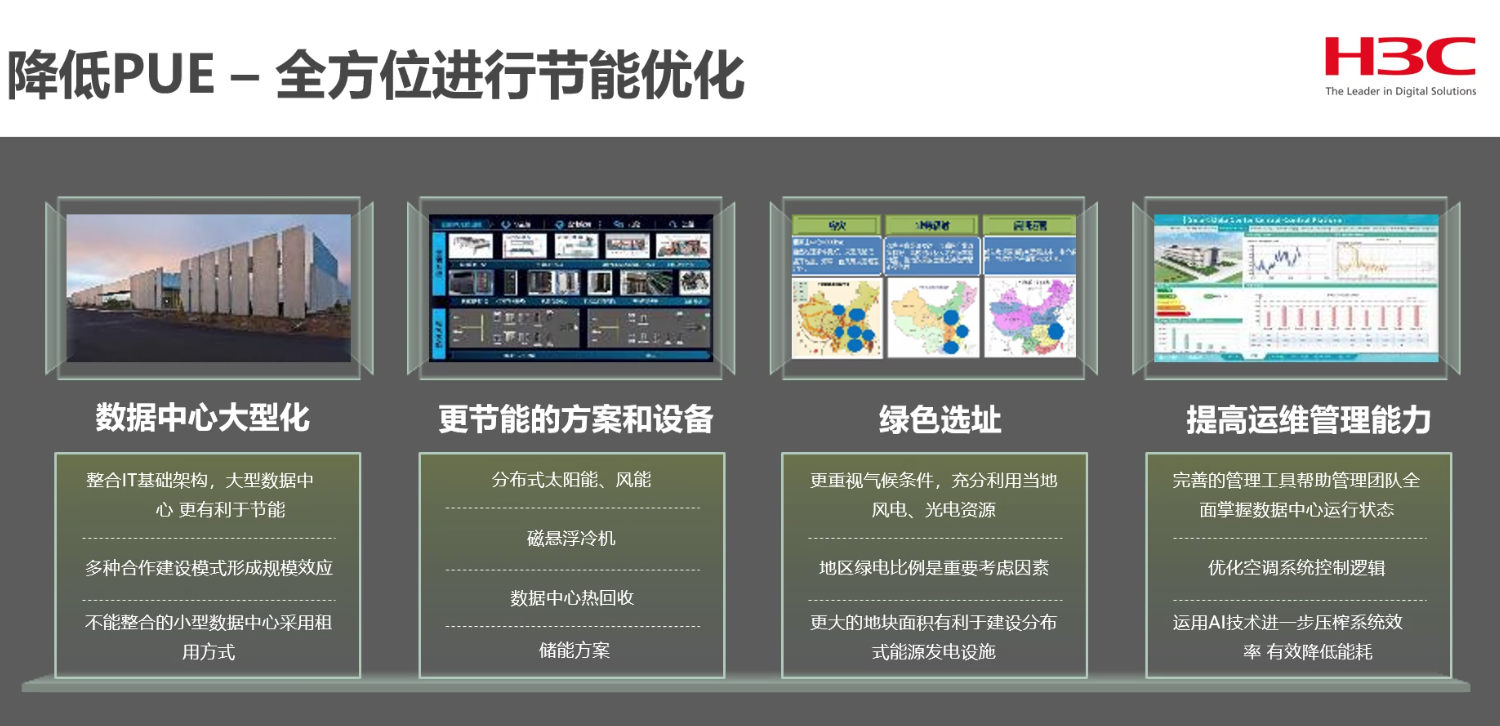 降低PUE – 全方位进行节能优化
H3C
The Leader in Digital Solutions
Smart Data Center Central-Control Platform
数据中心大型化
更节能的方案和设备
绿色选址
提高运维管理能力
整合IT基础架构，大型数据中
心 更有利于节能
多种合作建设模式形成规模效应
不能整合的小型数据中心采用租
用方式
分布式太阳能、风能
磁悬浮冷机
数据中心热回收
储能方案
更重视气候条件，充分利用当地
风电、光电资源
地区绿电比例是重要考虑因素
更大的地块面积有利于建设分布
式能源发电设施
完善的管理工具帮助管理团队全
面掌握数据中心运行状态
优化空调系统控制逻辑
运用AI技术进一步压榨系统效
率 有效降低能耗